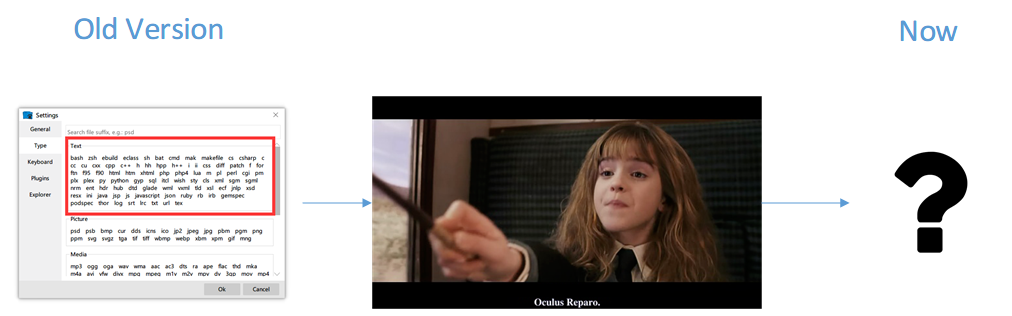 Old Version
Now
Settings
General
Type
Keyboard
Plugins
Explorer
Search file suffix, e.g.: psd
Text
bash zsh ebuild eclass sh bat cmd mak makefile cs csharp c
cc cu cxx cpp c++ h hh hpp h++ i ii css diff patch f for
ftn f95 f90 html htm xhtml php php4 lua m pl perl cgi pm
plx plex py python gyp sql itcl wish sty cls xml sgm sgml
nrm ent hdr hub dtd glade wml vxml tld xsl ecf jnlp xsd
resx ini java jsp js javascript json ruby rb irb gemspec
podspec thor log srt lrc txt url tex
Picture
psd psb bmp cur dds icns ico jp2 jpeg jpg pbm pgm png
ppm svg svgz tga tif tiff wbmp webp xbm xpm gif mng
Media
mp3 ogg oga wav wma aac ac3 dts ra ape flac thd mka
m4a avi vfw divx mpg mpeg m1v m2v mpv dv 3gp mov mp4
Ok
Cancel
Oculus Reparo.
?